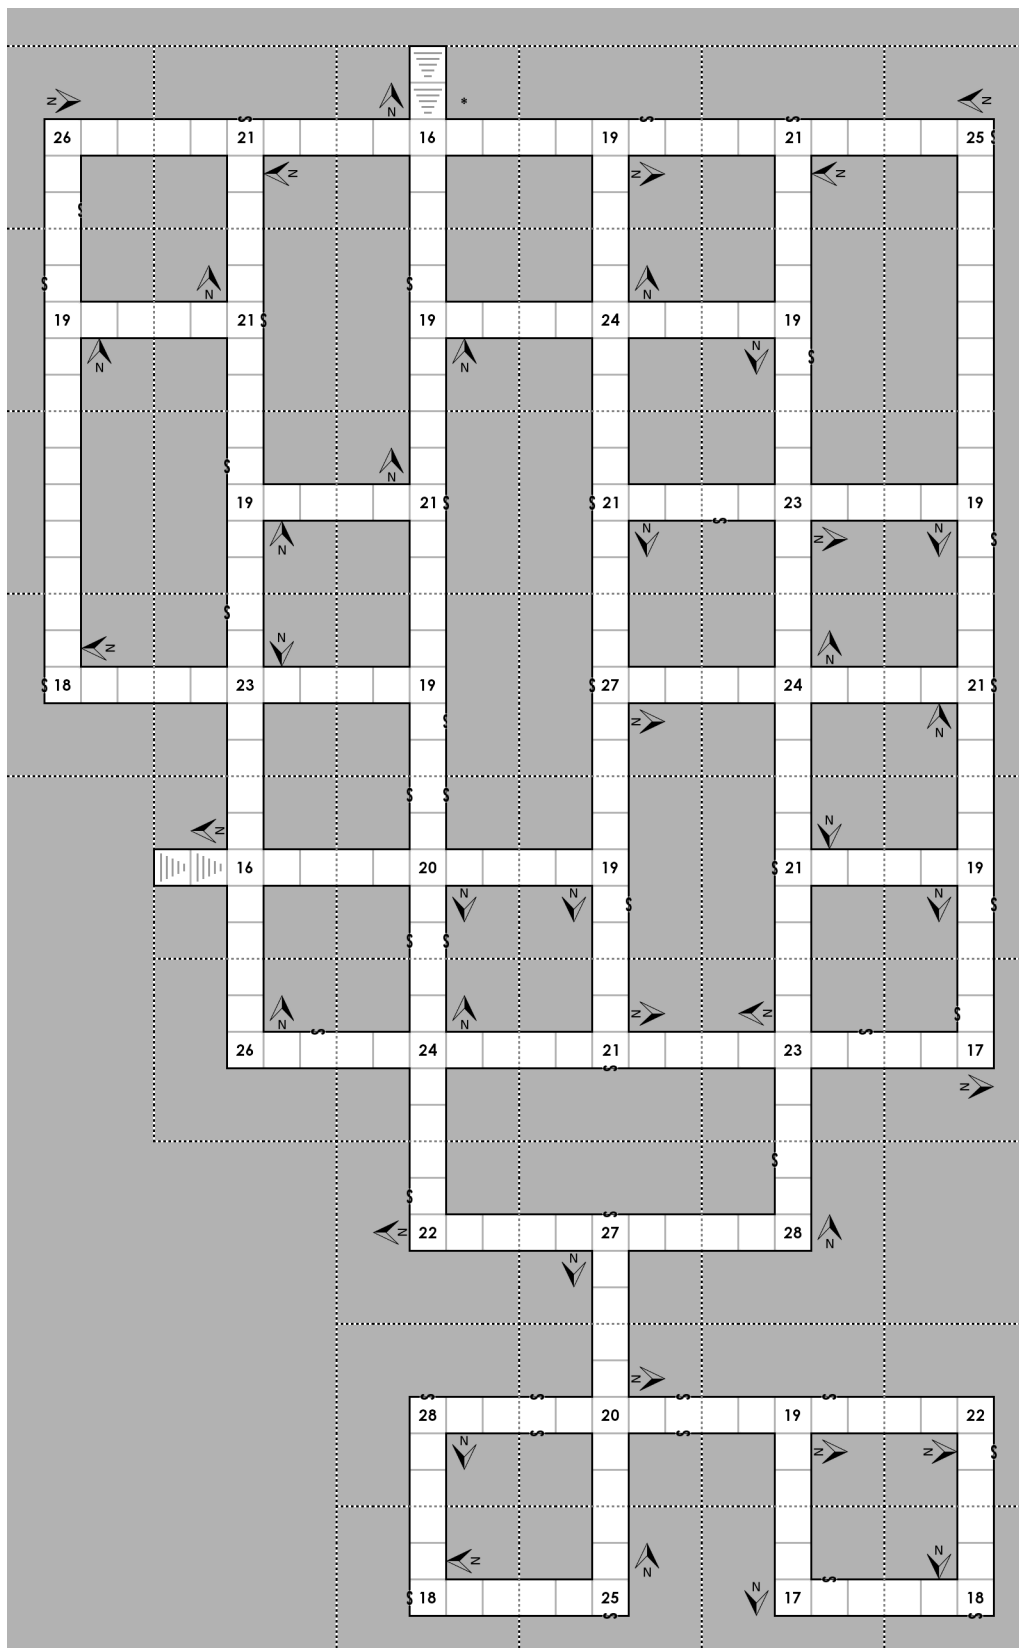 N N N *
S S S
26 21 16 19 21 25 S
N N N
S
S N S N
N
19 21 S 19 24 19
N N N S
S N
19 21 S S 21 23 19
S
N N N N S
S N
N N
S 18 23 19 S 27 24 21 S
S N N
S S
N N
16 20 19 S 21 19
N N S N S
S S
N N N N S
S S
26 24 21 23 17
S
N
S
S
S
N 22 27 28 N
N
N
S S S S
28 20 19 22
S S
N N N S
N N N
S
S 18 25 N 17 18
S S